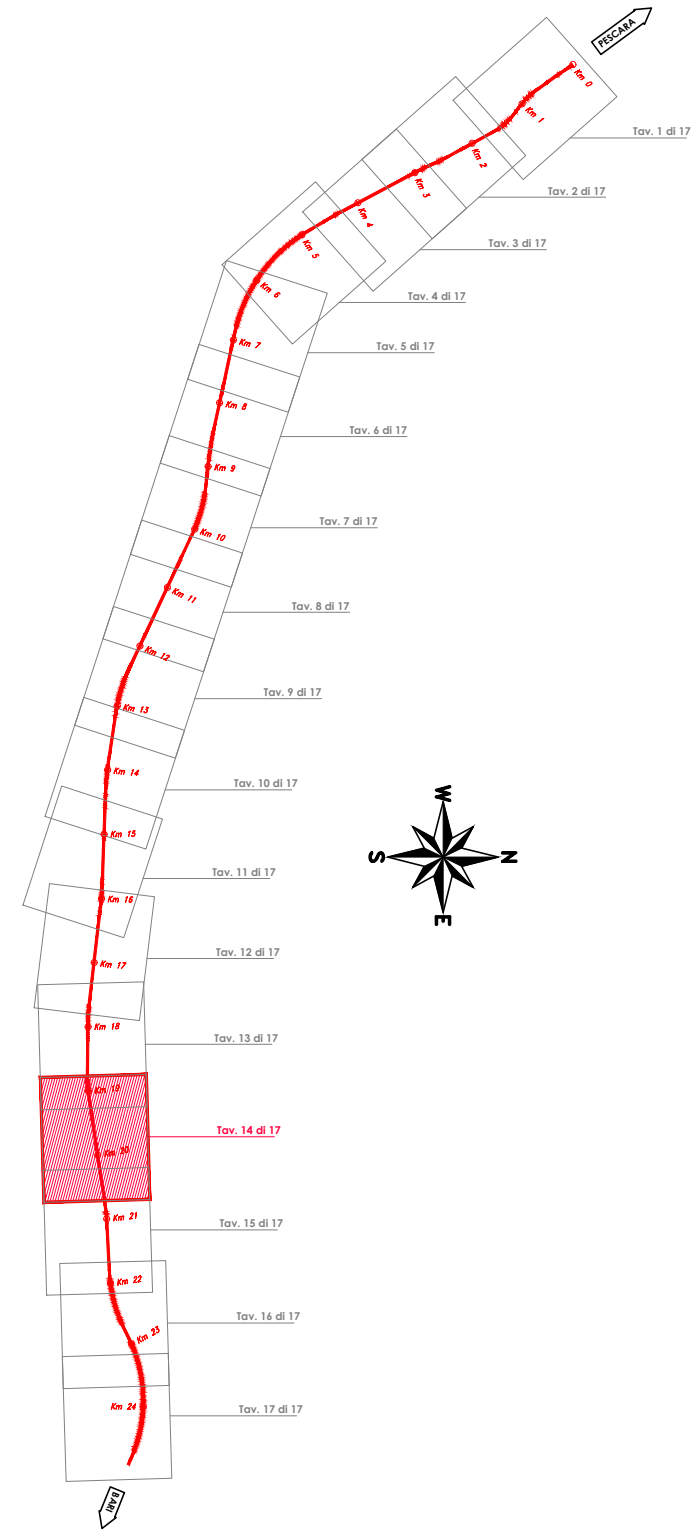 PESCARA
Km 0
Km 1
Tav. 1 di 17
Km 2
Km 3
Tav. 2 di 17
Km 4
Km 5
Tav. 3 di 17
Km 6
Tav. 4 di 17
Km 7
Tav. 5 di 17
Km 8
Tav. 6 di 17
Km 9
Tav. 7 di 17
Km 10
Km 11
Tav. 8 di 17
Km 12
Tav. 9 di 17
Km 13
Km 14
Tav. 10 di 17
W
Km 15
S
N
Tav. 11 di 17
Km 16
E
Tav. 12 di 17
Km 17
Km 18
Tav. 13 di 17
Km 19
Tav. 14 di 17
Km 20
Km 21
Tav. 15 di 17
Km 22
Tav. 16 di 17
Km 23
Km 24
Tav. 17 di 17
BARI